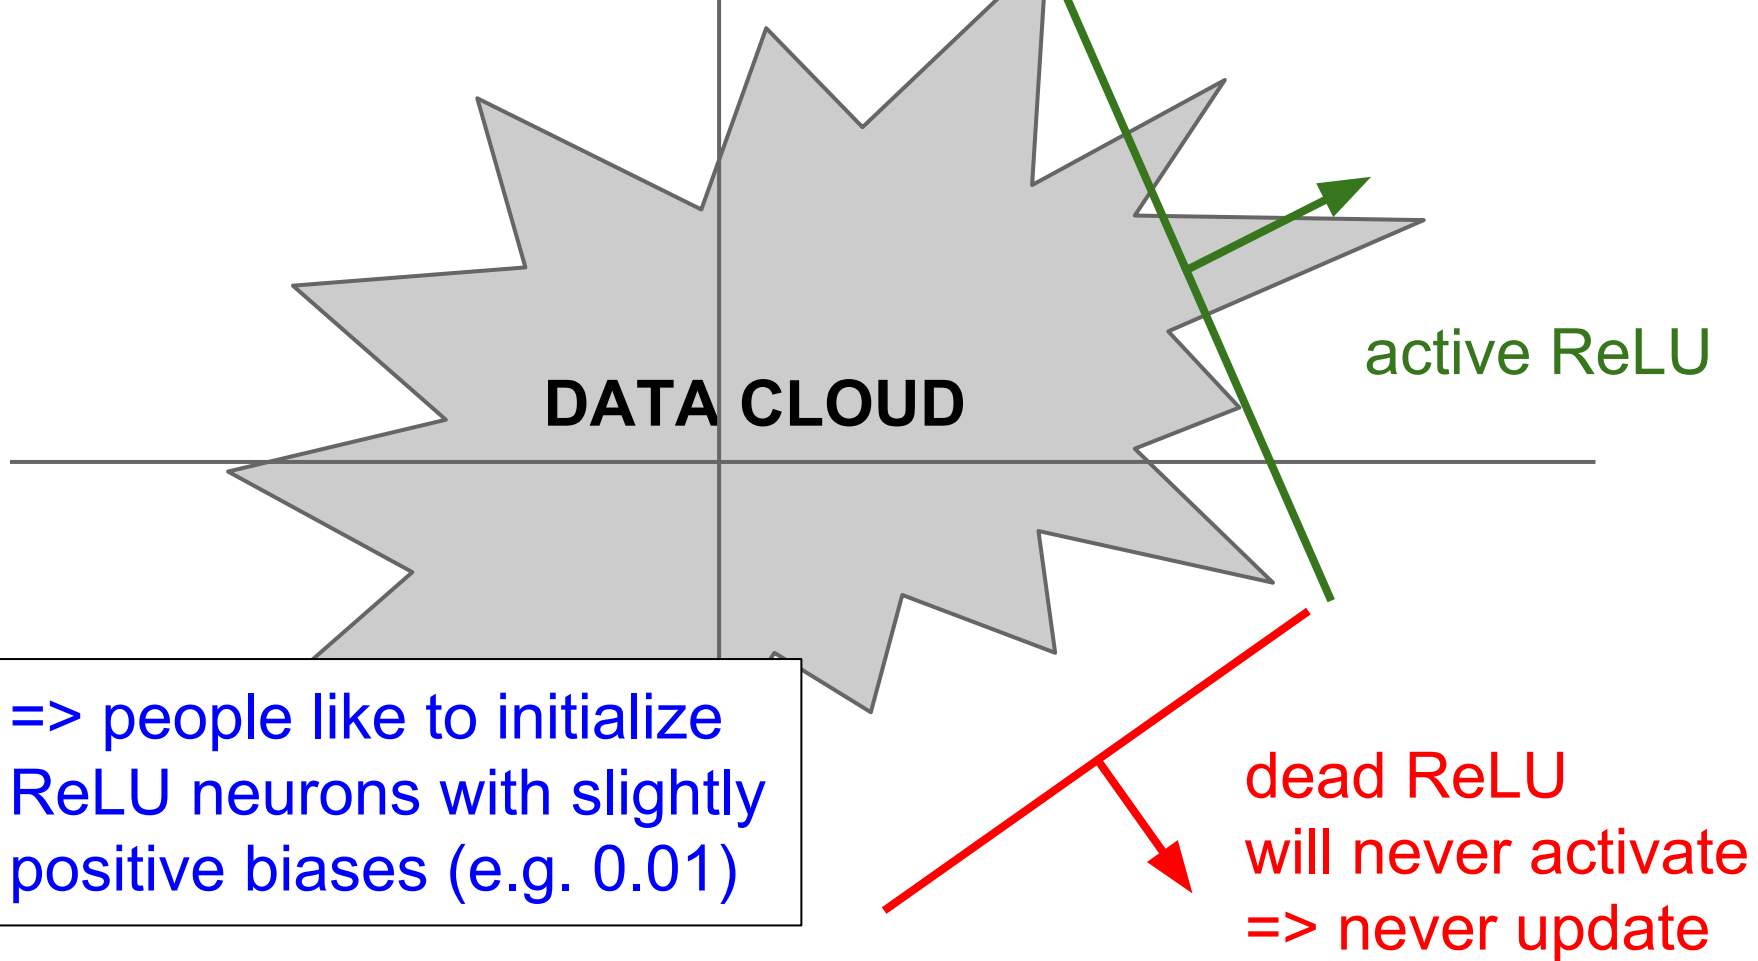 active ReLU
DATA CLOUD
=> people like to initialize
ReLU neurons with slightly
positive biases (e.g. 0.01)
dead ReLU
will never activate
=> never update